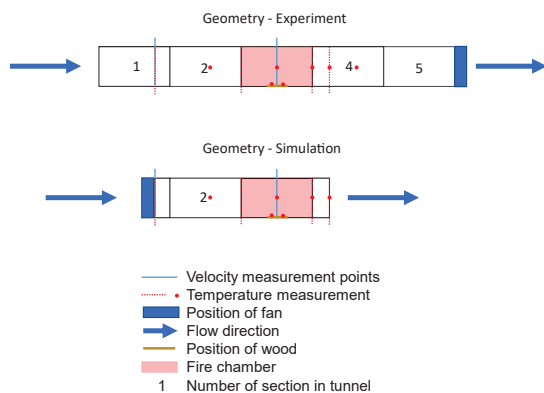 Geometry - Experiment
1 2 4 5
Geometry - Simulation
2
Velocity measurement points
Temperature measurement
Position of fan
Flow direction
Position of wood
Fire chamber
1 Number of section in tunnel